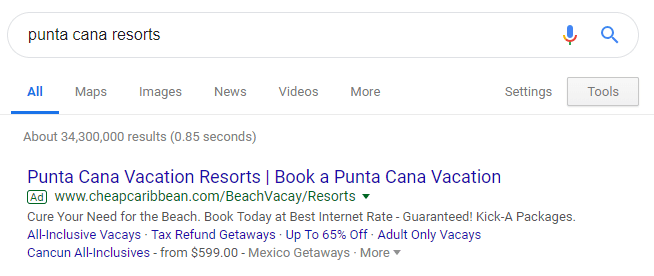 punta cana resorts
All Maps Images News Videos More Settings Tools
About 34,300,000 results (0.85 seconds)
Punta Cana Vacation Resorts | Book a Punta Cana Vacation
Ad www.cheapcaribbean.com/BeachVacay/Resorts
Cure Your Need for the Beach. Book Today at Best Internet Rate - Guaranteed! Kick-A Packages.
All-Inclusive Vacays · Tax Refund Getaways · Up To 65% Off · Adult Only Vacays
Cancun All-Inclusives - from $599.00 - Mexico Getaways · More